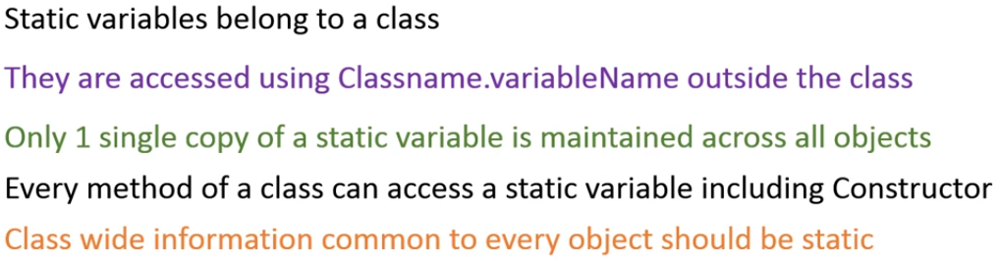 Static variables belong to a class
They are accessed using Classname.variableName outside the class
Only 1 single copy of a static variable is maintained across all objects
Every method of a class can access a static variable including Constructor
Class wide information common to every object should be static